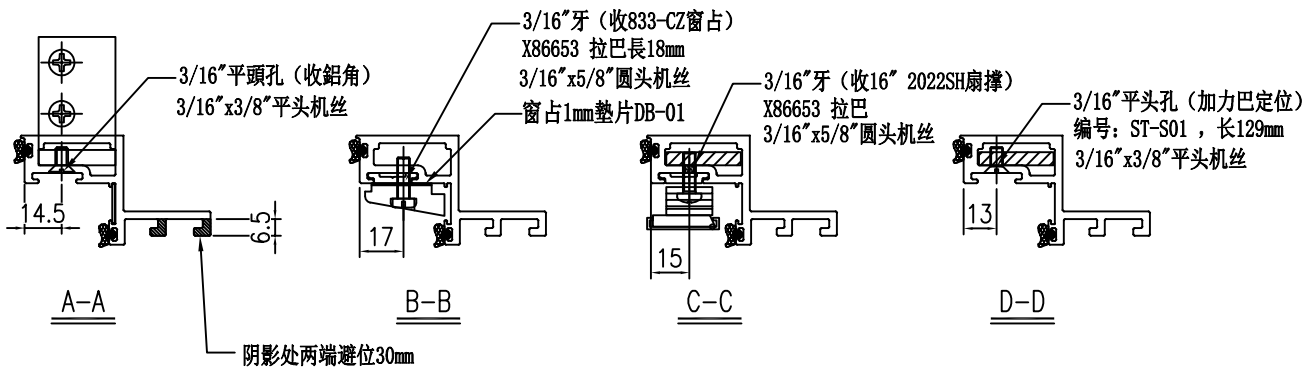 3/16"平頭孔（收鋁角）
3/16"x3/8"平头机丝
14.5
6.5
A-A
阴影处两端避位30mm
3/16"牙（收833-CZ窗占）
X86653 拉巴長18mm
3/16"x5/8"圆头机丝
窗占1mm墊片DB-01
17
B-B
3/16"牙（收16" 2022SH扇撑）
X86653 拉巴
3/16"x5/8"圆头机丝
15
C-C
3/16"平头孔（加力巴定位）
编号: ST-S01 , 长129mm
3/16"x3/8"平头机丝
13
D-D